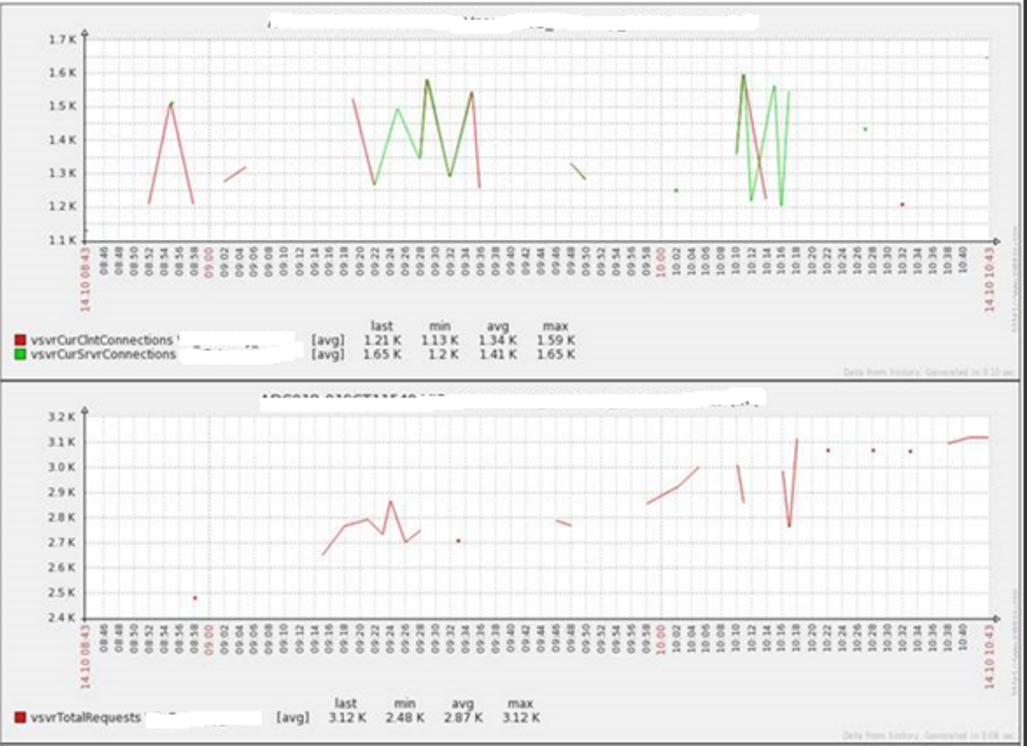 1.7 K
1.6 K
1.5 K
1.4 K
1.3 K
1.2 K
1.1 K
14.10 08:43 08:46 08:48 08:50 08:52 08:54 08:56 08:58 09:00 09:02 09:04 09:06 09:08 09:10 09:12 09:14 09:16 09:18 09:20 09:22 09:24 09:26 09:28 09:30 09:32 09:34 09:36 09:38 09:40 09:42 09:44 09:46 09:48 09:50 09:52 09:54 09:56 09:58 10:00 10:02 10:04 10:06 10:08 10:10 10:12 10:14 10:16 10:18 10:20 10:22 10:24 10:26 10:28 10:30 10:32 10:34 10:36 10:38 10:40 14.10 10:43
last min avg max
vsvrCurClntConnections [avg] 1.21 K 1.13 K 1.34 K 1.59 K
vsvrCurSrvrConnections [avg] 1.65 K 1.2 K 1.41 K 1.65 K
Data from history. Generated in 0.10 sec
3.2 K
3.1 K
3.0 K
2.9 K
2.8 K
2.7 K
2.6 K
2.5 K
2.4 K
14.10 08:43 08:46 08:48 08:50 08:52 08:54 08:56 08:58 09:00 09:02 09:04 09:06 09:08 09:10 09:12 09:14 09:16 09:18 09:20 09:22 09:24 09:26 09:28 09:30 09:32 09:34 09:36 09:38 09:40 09:42 09:44 09:46 09:48 09:50 09:52 09:54 09:56 09:58 10:00 10:02 10:04 10:06 10:08 10:10 10:12 10:14 10:16 10:18 10:20 10:22 10:24 10:26 10:28 10:30 10:32 10:34 10:36 10:38 10:40 14.10 10:43
last min avg max
vsvrTotalRequests [avg] 3.12 K 2.48 K 2.87 K 3.12 K
Data from history. Generated in 0.08 sec